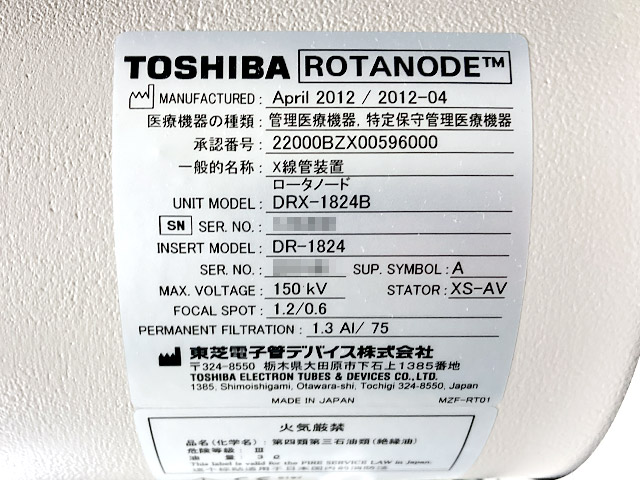 TOSHIBA ROTANODE™
MANUFACTURED : April 2012 / 2012-04
医療機器の種類 : 管理医療機器, 特定保守管理医療機器
承認番号 : 22000BZX00596000
一般的名称 : X線管装置
ロータノード
UNIT MODEL : DRX-1824B
SN SER. NO. :
INSERT MODEL : DR-1824
SER. NO. : SUP. SYMBOL : A
MAX. VOLTAGE : 150 kV STATOR : XS-AV
FOCAL SPOT : 1.2/0.6
PERMANENT FILTRATION : 1.3 Al/ 75
東芝電子管デバイス株式会社
〒324-8550 栃木県大田原市下石上1385番地
TOSHIBA ELECTRON TUBES & DEVICES CO., LTD.
1385, Shimoishigami, Otawara-shi, Tochigi 324-8550, Japan
MADE IN JAPAN MZF-RT01
火気厳禁
品名(化学名) : 第四類第三石油類(絶縁油)
危険等級 : Ⅲ
油量 : 3 ℓ
This label is valid for the FIRE SERVICE LAW in Japan.